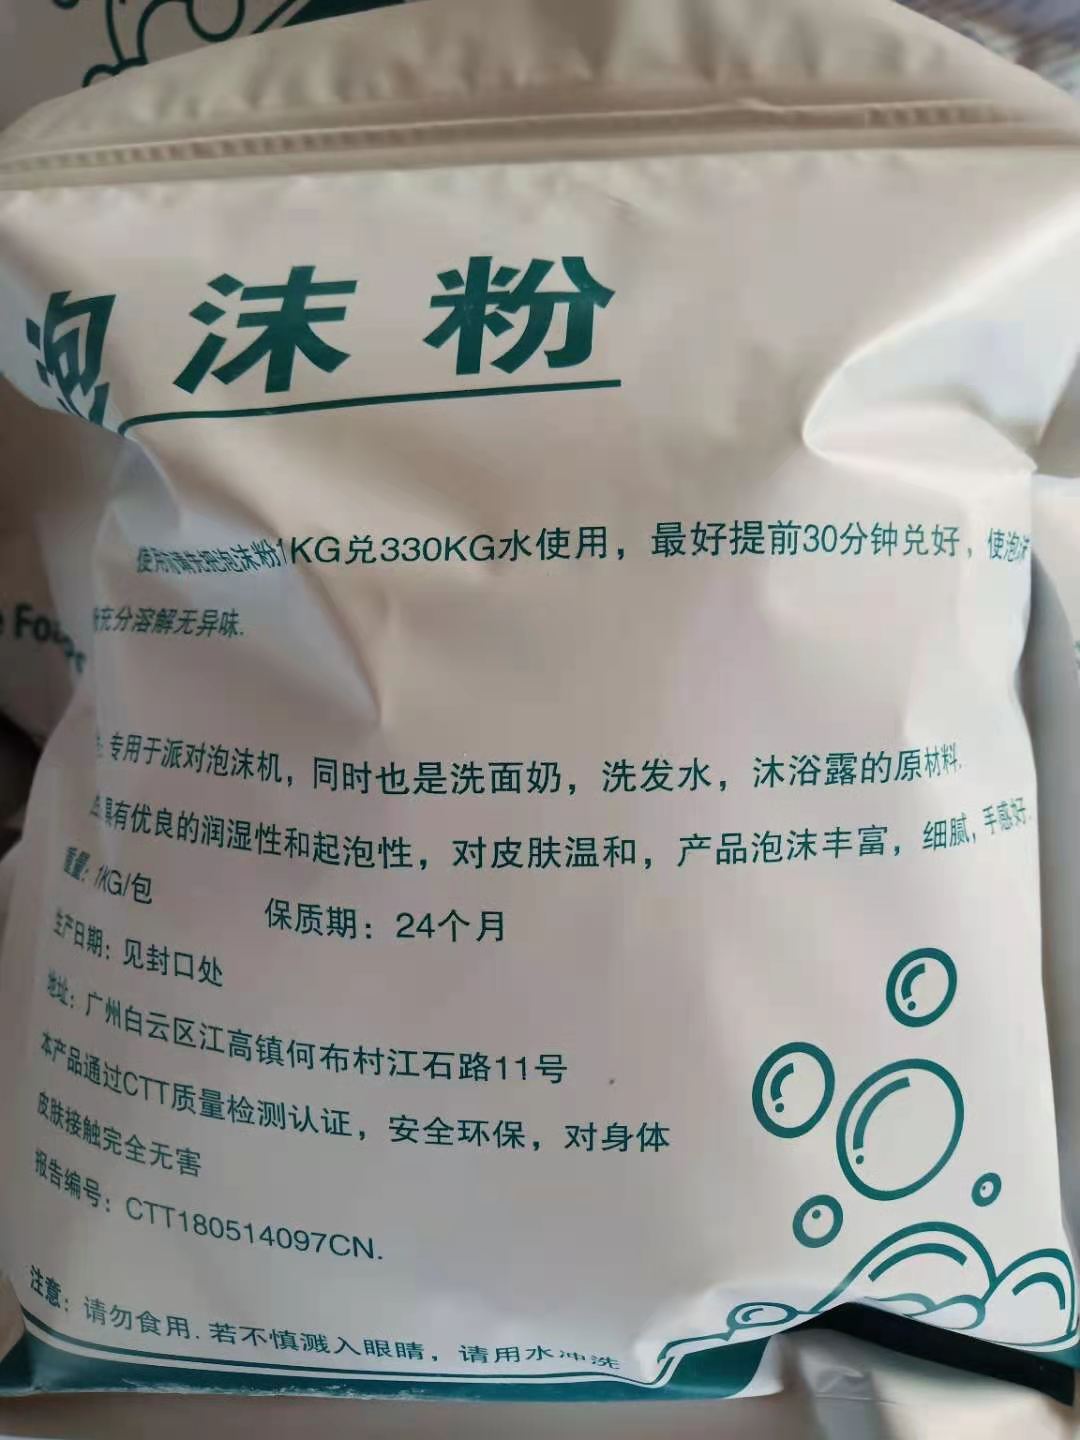 泡沫粉
使用前请先把泡沫粉1KG兑330KG水使用，最好提前30分钟兑好，使泡沫
充分溶解无异味.
专用于派对泡沫机，同时也是洗面奶，洗发水，沐浴露的原材料.
具有优良的润湿性和起泡性，对皮肤温和，产品泡沫丰富，细腻，手感好.
重量：1KG/包 保质期：24个月
生产日期：见封口处
地址：广州白云区江高镇何布村江石路11号
本产品通过CTT质量检测认证，安全环保，对身体
皮肤接触完全无害
报告编号：CTT180514097CN.
注意：请勿食用.若不慎溅入眼睛，请用水冲洗